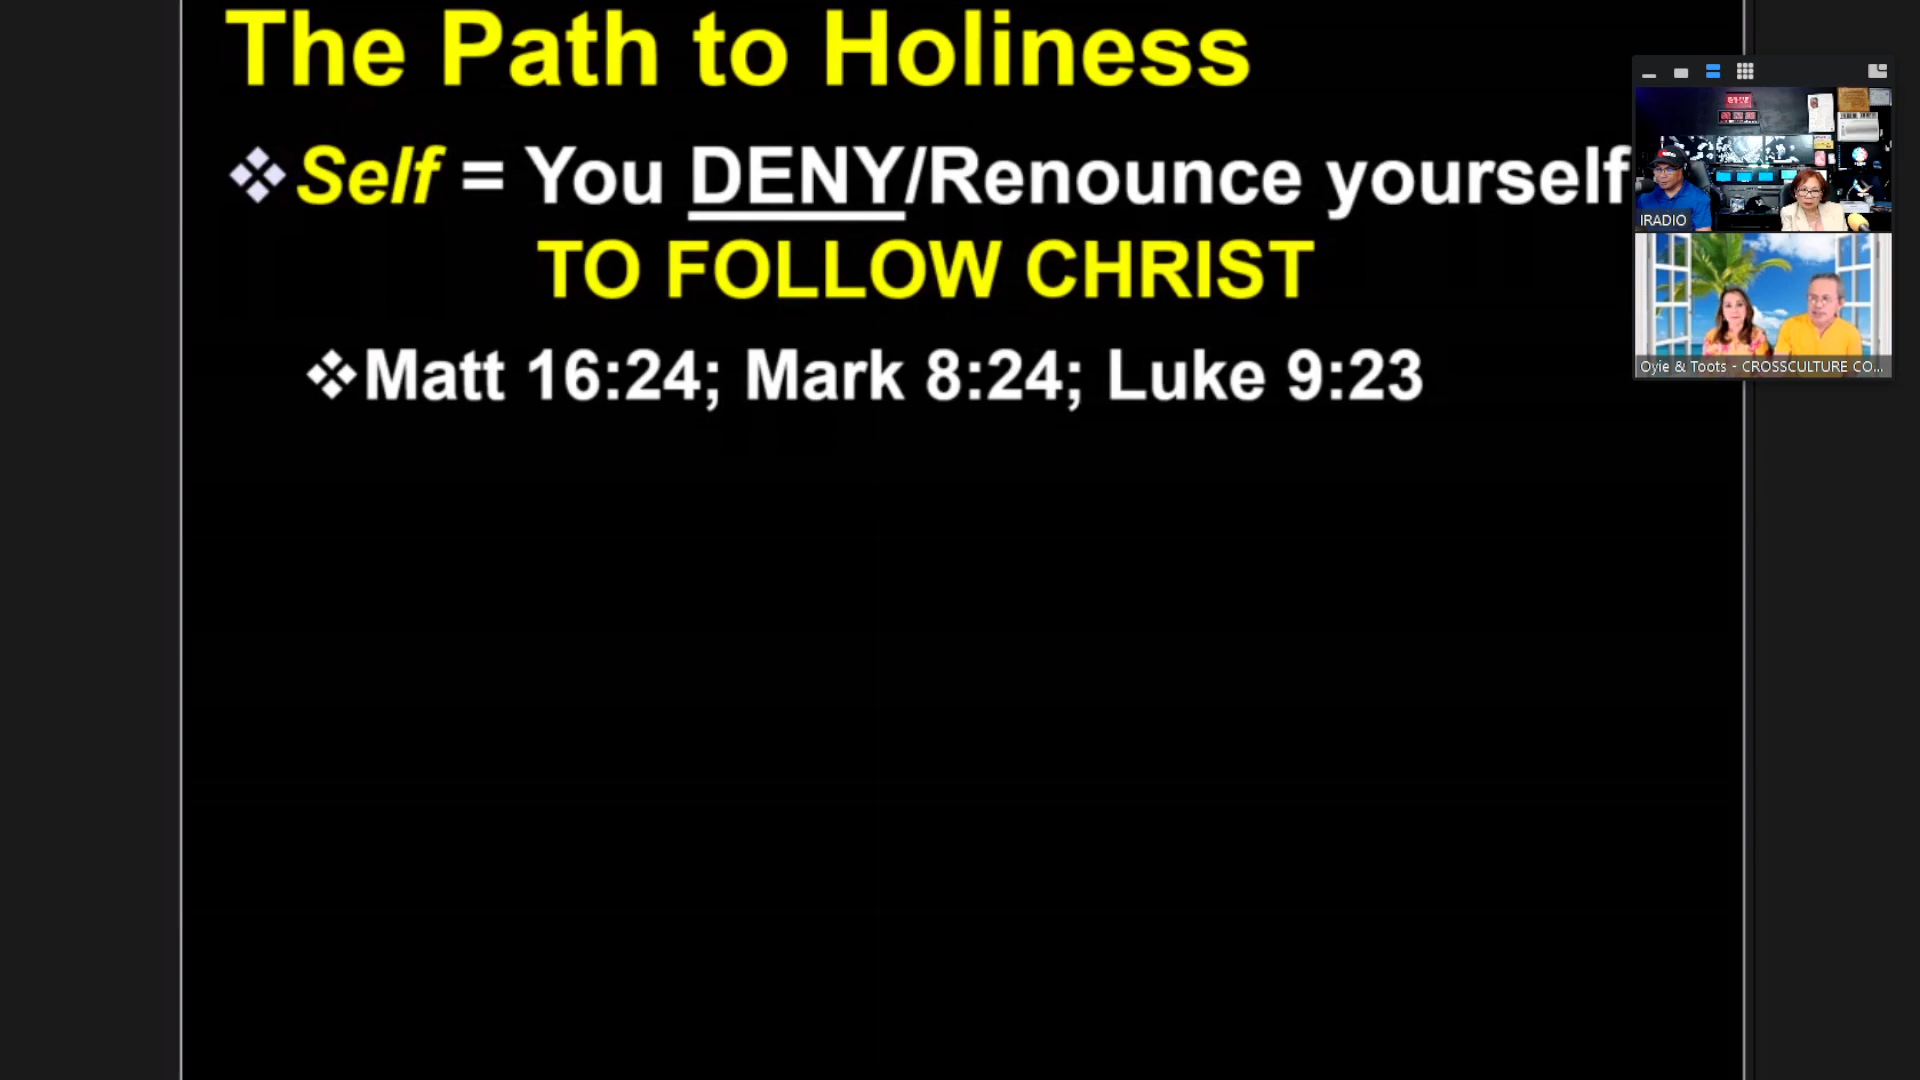 The Path to Holiness
Self = You DENY/Renounce yourself
TO FOLLOW CHRIST
Matt 16:24; Mark 8:24; Luke 9:23
IRADIO
Oyie & Toots - CROSSCULTURE CO...